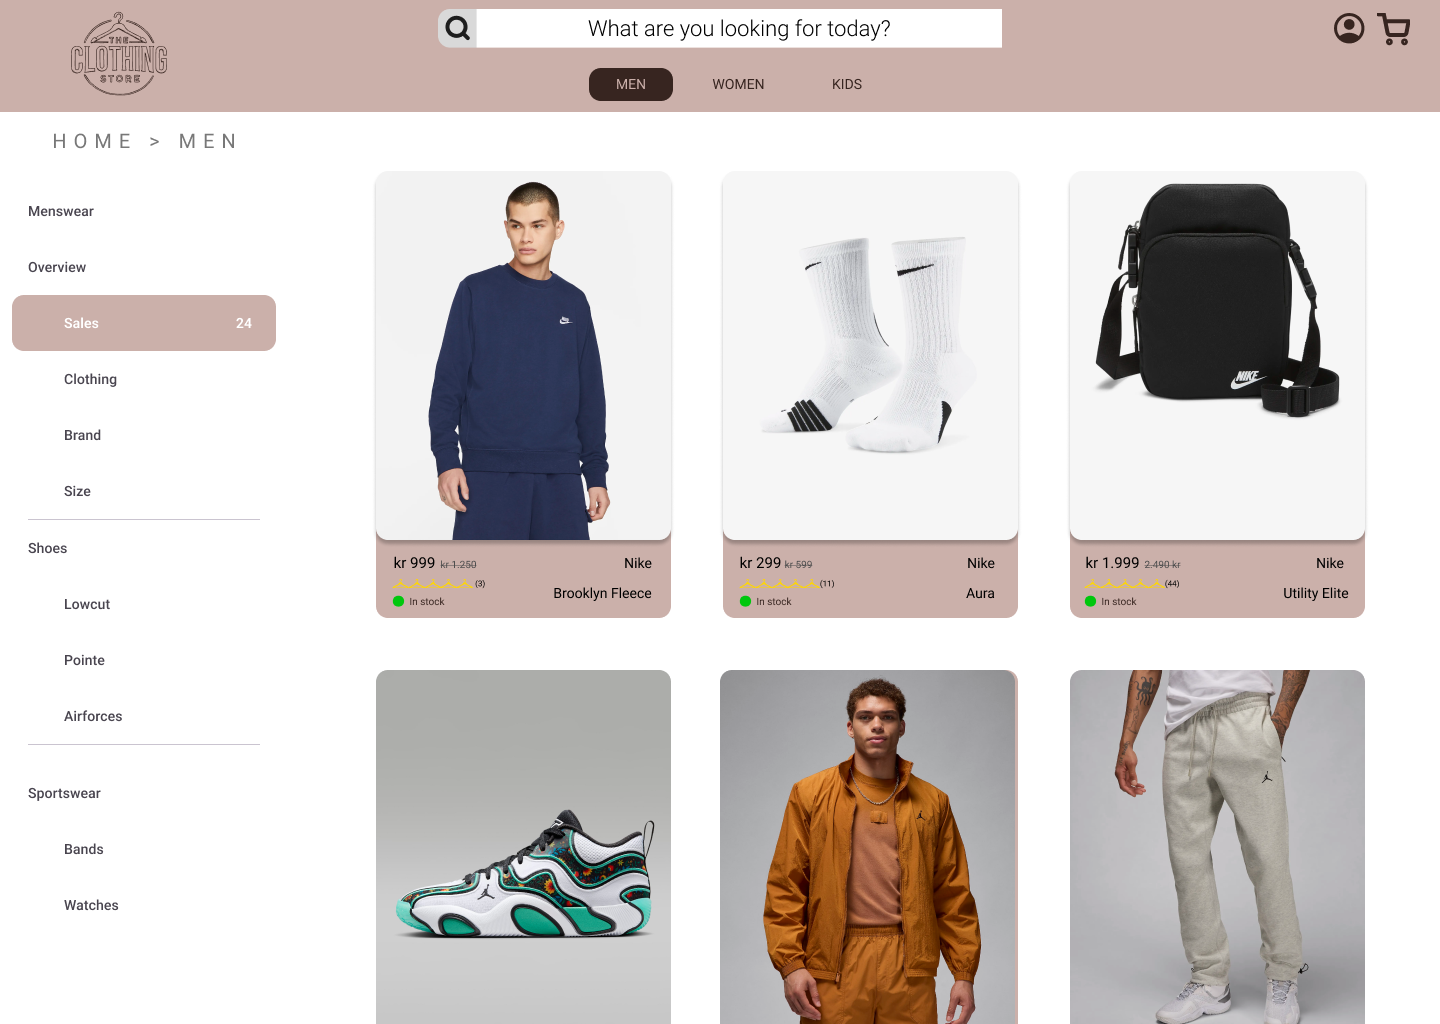 THE
CLOTHING
STORE
What are you looking for today?
MEN WOMEN KIDS
HOME > MEN
Menswear
Overview
Sales 24
Clothing
Brand
Size
Shoes
Lowcut
Pointe
Airforces
Sportswear
Bands
Watches
kr 999 kr 1.250 Nike
(3)
In stock Brooklyn Fleece
kr 299 kr 599 Nike
(11)
In stock Aura
NIKE
kr 1.999 2.490 kr Nike
(44)
In stock Utility Elite